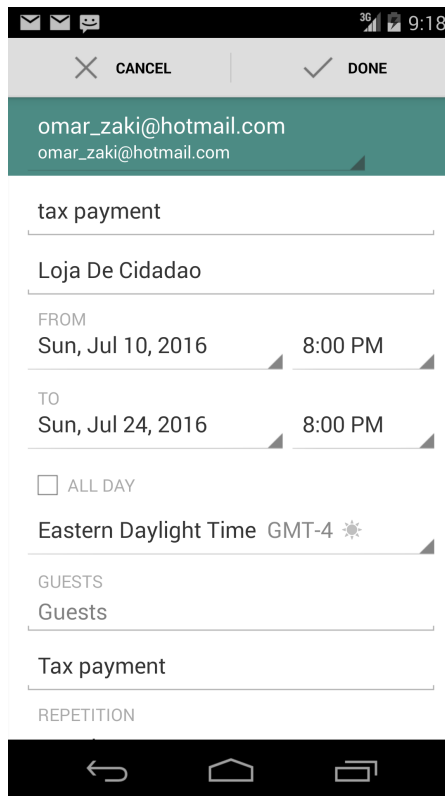 3G 9:18
CANCEL DONE
omar_zaki@hotmail.com
omar_zaki@hotmail.com
tax payment
Loja De Cidadao
FROM
Sun, Jul 10, 2016 8:00 PM
TO
Sun, Jul 24, 2016 8:00 PM
ALL DAY
Eastern Daylight Time GMT-4
GUESTS
Guests
Tax payment
REPETITION